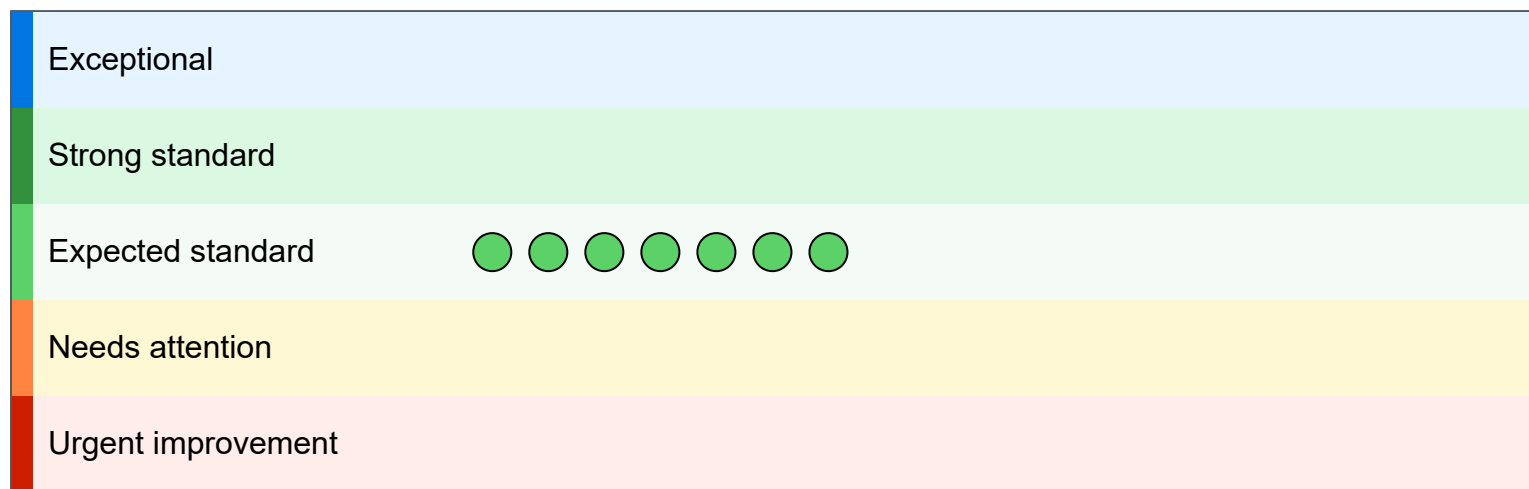 Exceptional
Strong standard
Expected standard
Needs attention
Urgent improvement